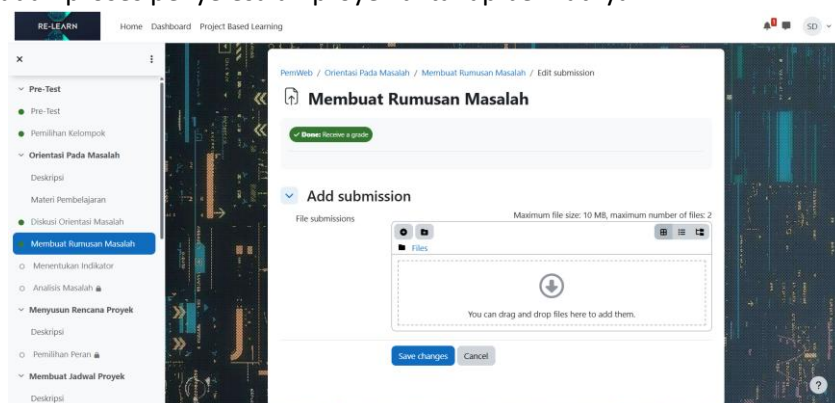 RE-LEARN
Home Dashboard Project Based Learning
SD
Pre-Test
Pre-Test
Pemilihan Kelompok
Orientasi Pada Masalah
Deskripsi
Materi Pembelajaran
Diskusi Orientasi Masalah
Membuat Rumusan Masalah
Menentukan Indikator
Analisis Masalah
Menyusun Rencana Proyek
Deskripsi
Pemilihan Peran
Membuat Jadwal Proyek
Deskripsi
PemWeb / Orientasi Pada Masalah / Membuat Rumusan Masalah / Edit submission
Membuat Rumusan Masalah
Done: Receive a grade
Add submission
File submissions
Maximum file size: 10 MB, maximum number of files: 2
Files
You can drag and drop files here to add them.
Save changes Cancel
?